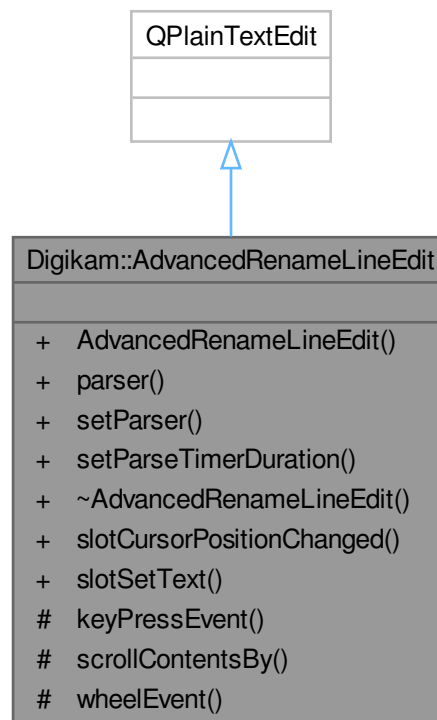 QPlainTextEdit
Digikam::AdvancedRenameLineEdit
+ AdvancedRenameLineEdit()
+ parser()
+ setParser()
+ setParseTimerDuration()
+ ~AdvancedRenameLineEdit()
+ slotCursorPositionChanged()
+ slotSetText()
# keyPressEvent()
# scrollContentsBy()
# wheelEvent()